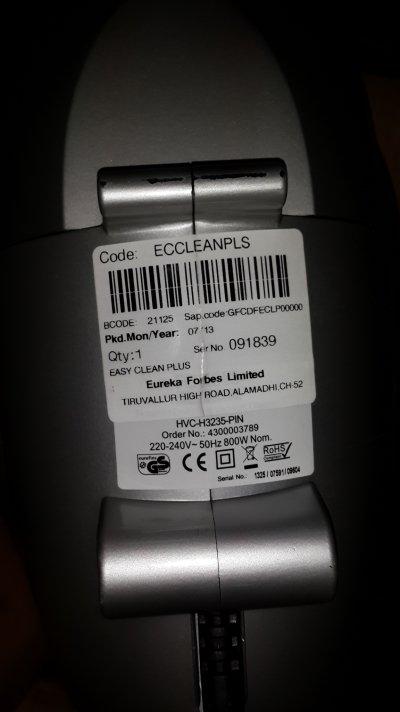 Code: ECCLEANPLS
BCODE: 21125 Sap.code:GFCDFECLP00000
Pkd.Mon/Year: 07/13
Qty:1 Ser No 091839
EASY CLEAN PLUS
Eureka Forbes Limited
TIRUVALLUR HIGH ROAD, ALAMADHI.CH-52
HVC-H3235-PIN
Order No.: 4300003789
220-240V~ 50Hz 800W Nom.
GS CE RoHS
Serial No.: 1325 / 07591 / 09604